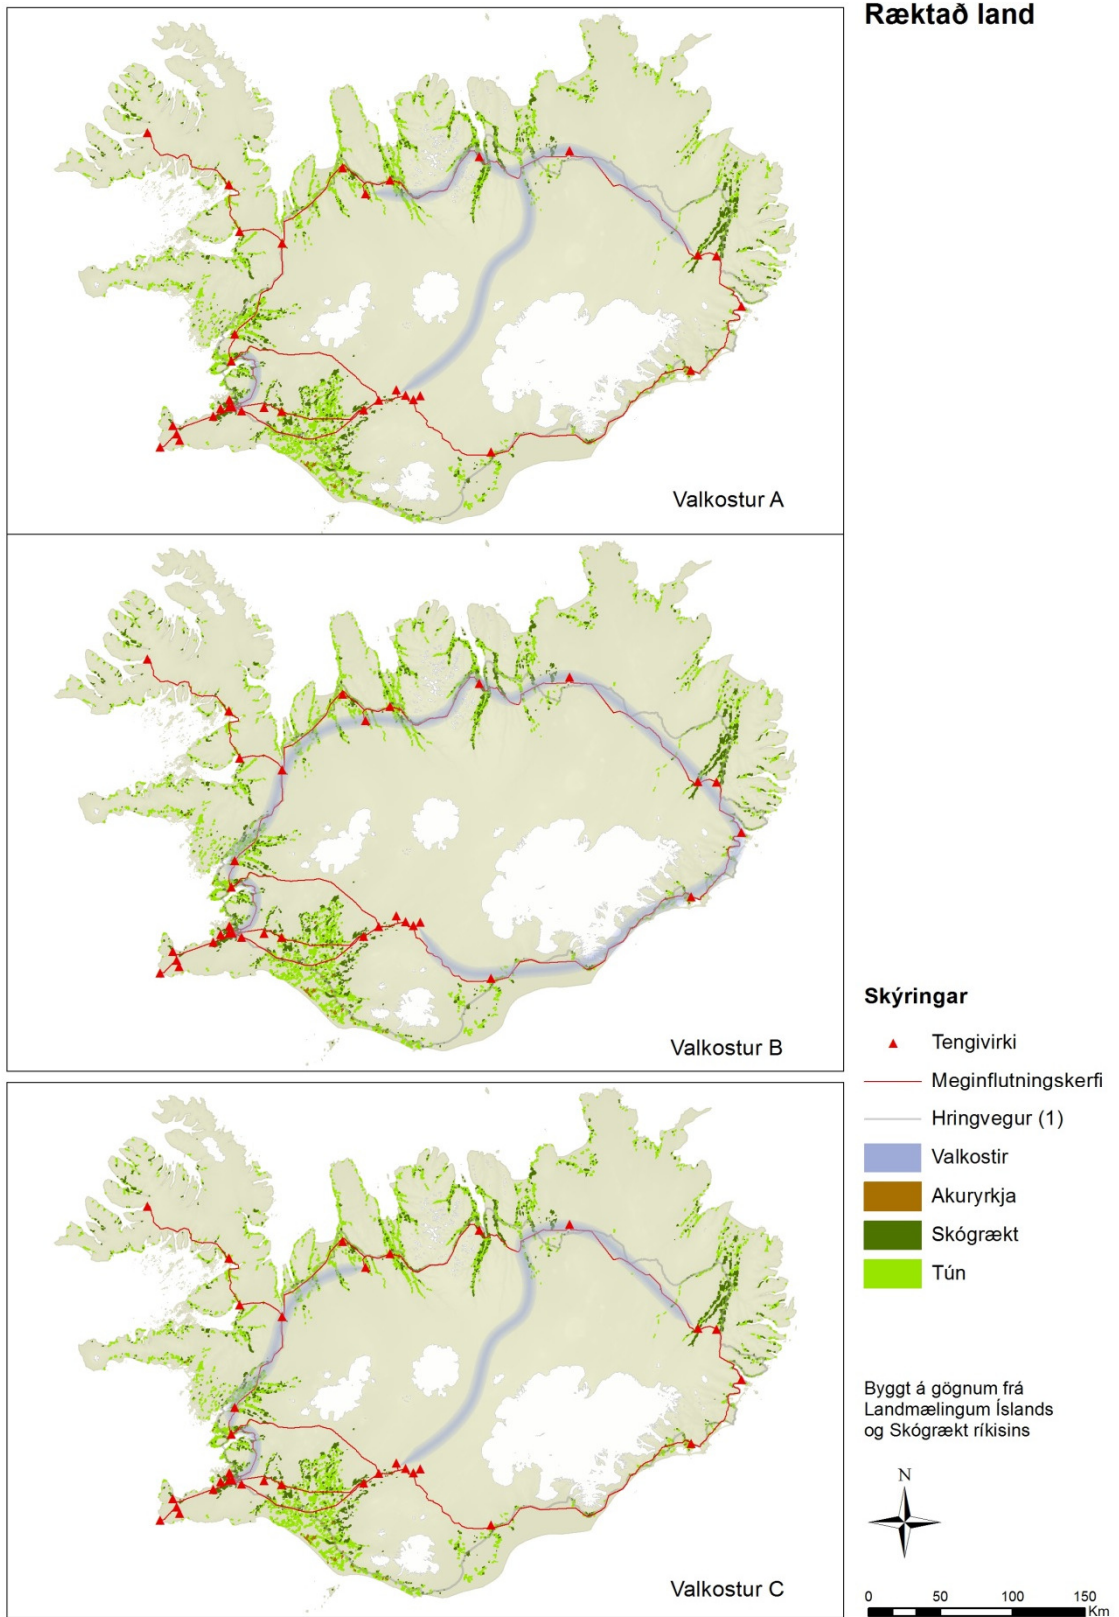 Ræktað land
Valkostur A
Valkostur B
Valkostur C
Skýringar
Tengivirki
Meginflutningskerfi
Hringvegur (1)
Valkostir
Akuryrkja
Skógrækt
Tún
Byggt á gögnum frá
Landmælingum Íslands
og Skógrækt ríkisins
N
0 50 100 150
Km